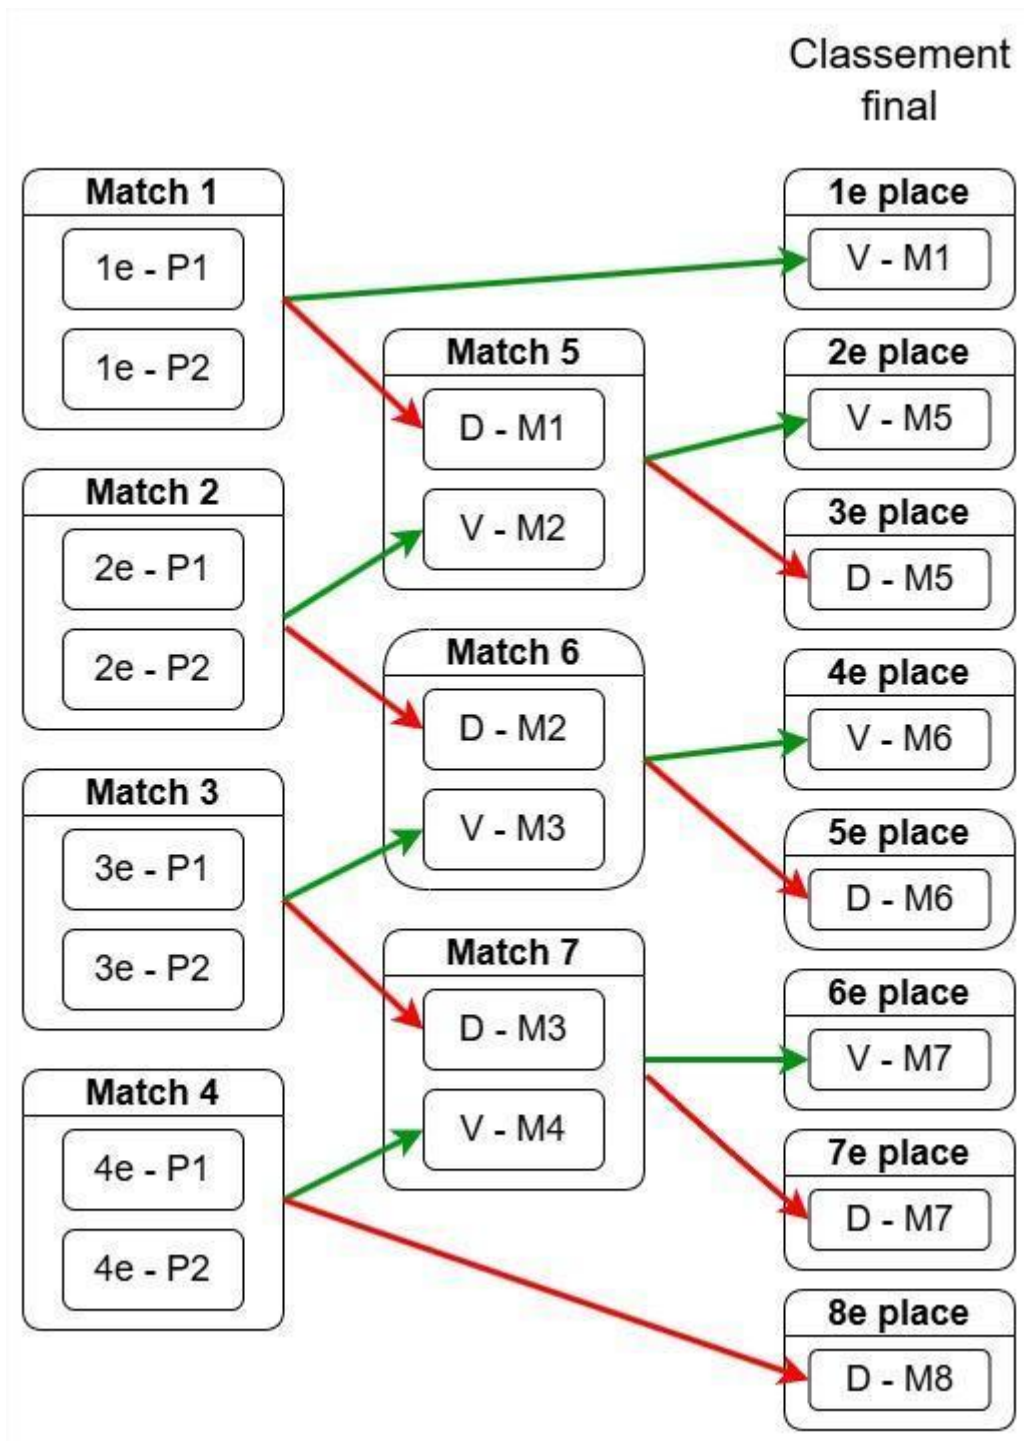 Classement
final
Match 1
1e - P1
1e - P2
Match 2
2e - P1
2e - P2
Match 3
3e - P1
3e - P2
Match 4
4e - P1
4e - P2
Match 5
D - M1
V - M2
Match 6
D - M2
V - M3
Match 7
D - M3
V - M4
1e place
V - M1
2e place
V - M5
3e place
D - M5
4e place
V - M6
5e place
D - M6
6e place
V - M7
7e place
D - M7
8e place
D - M8